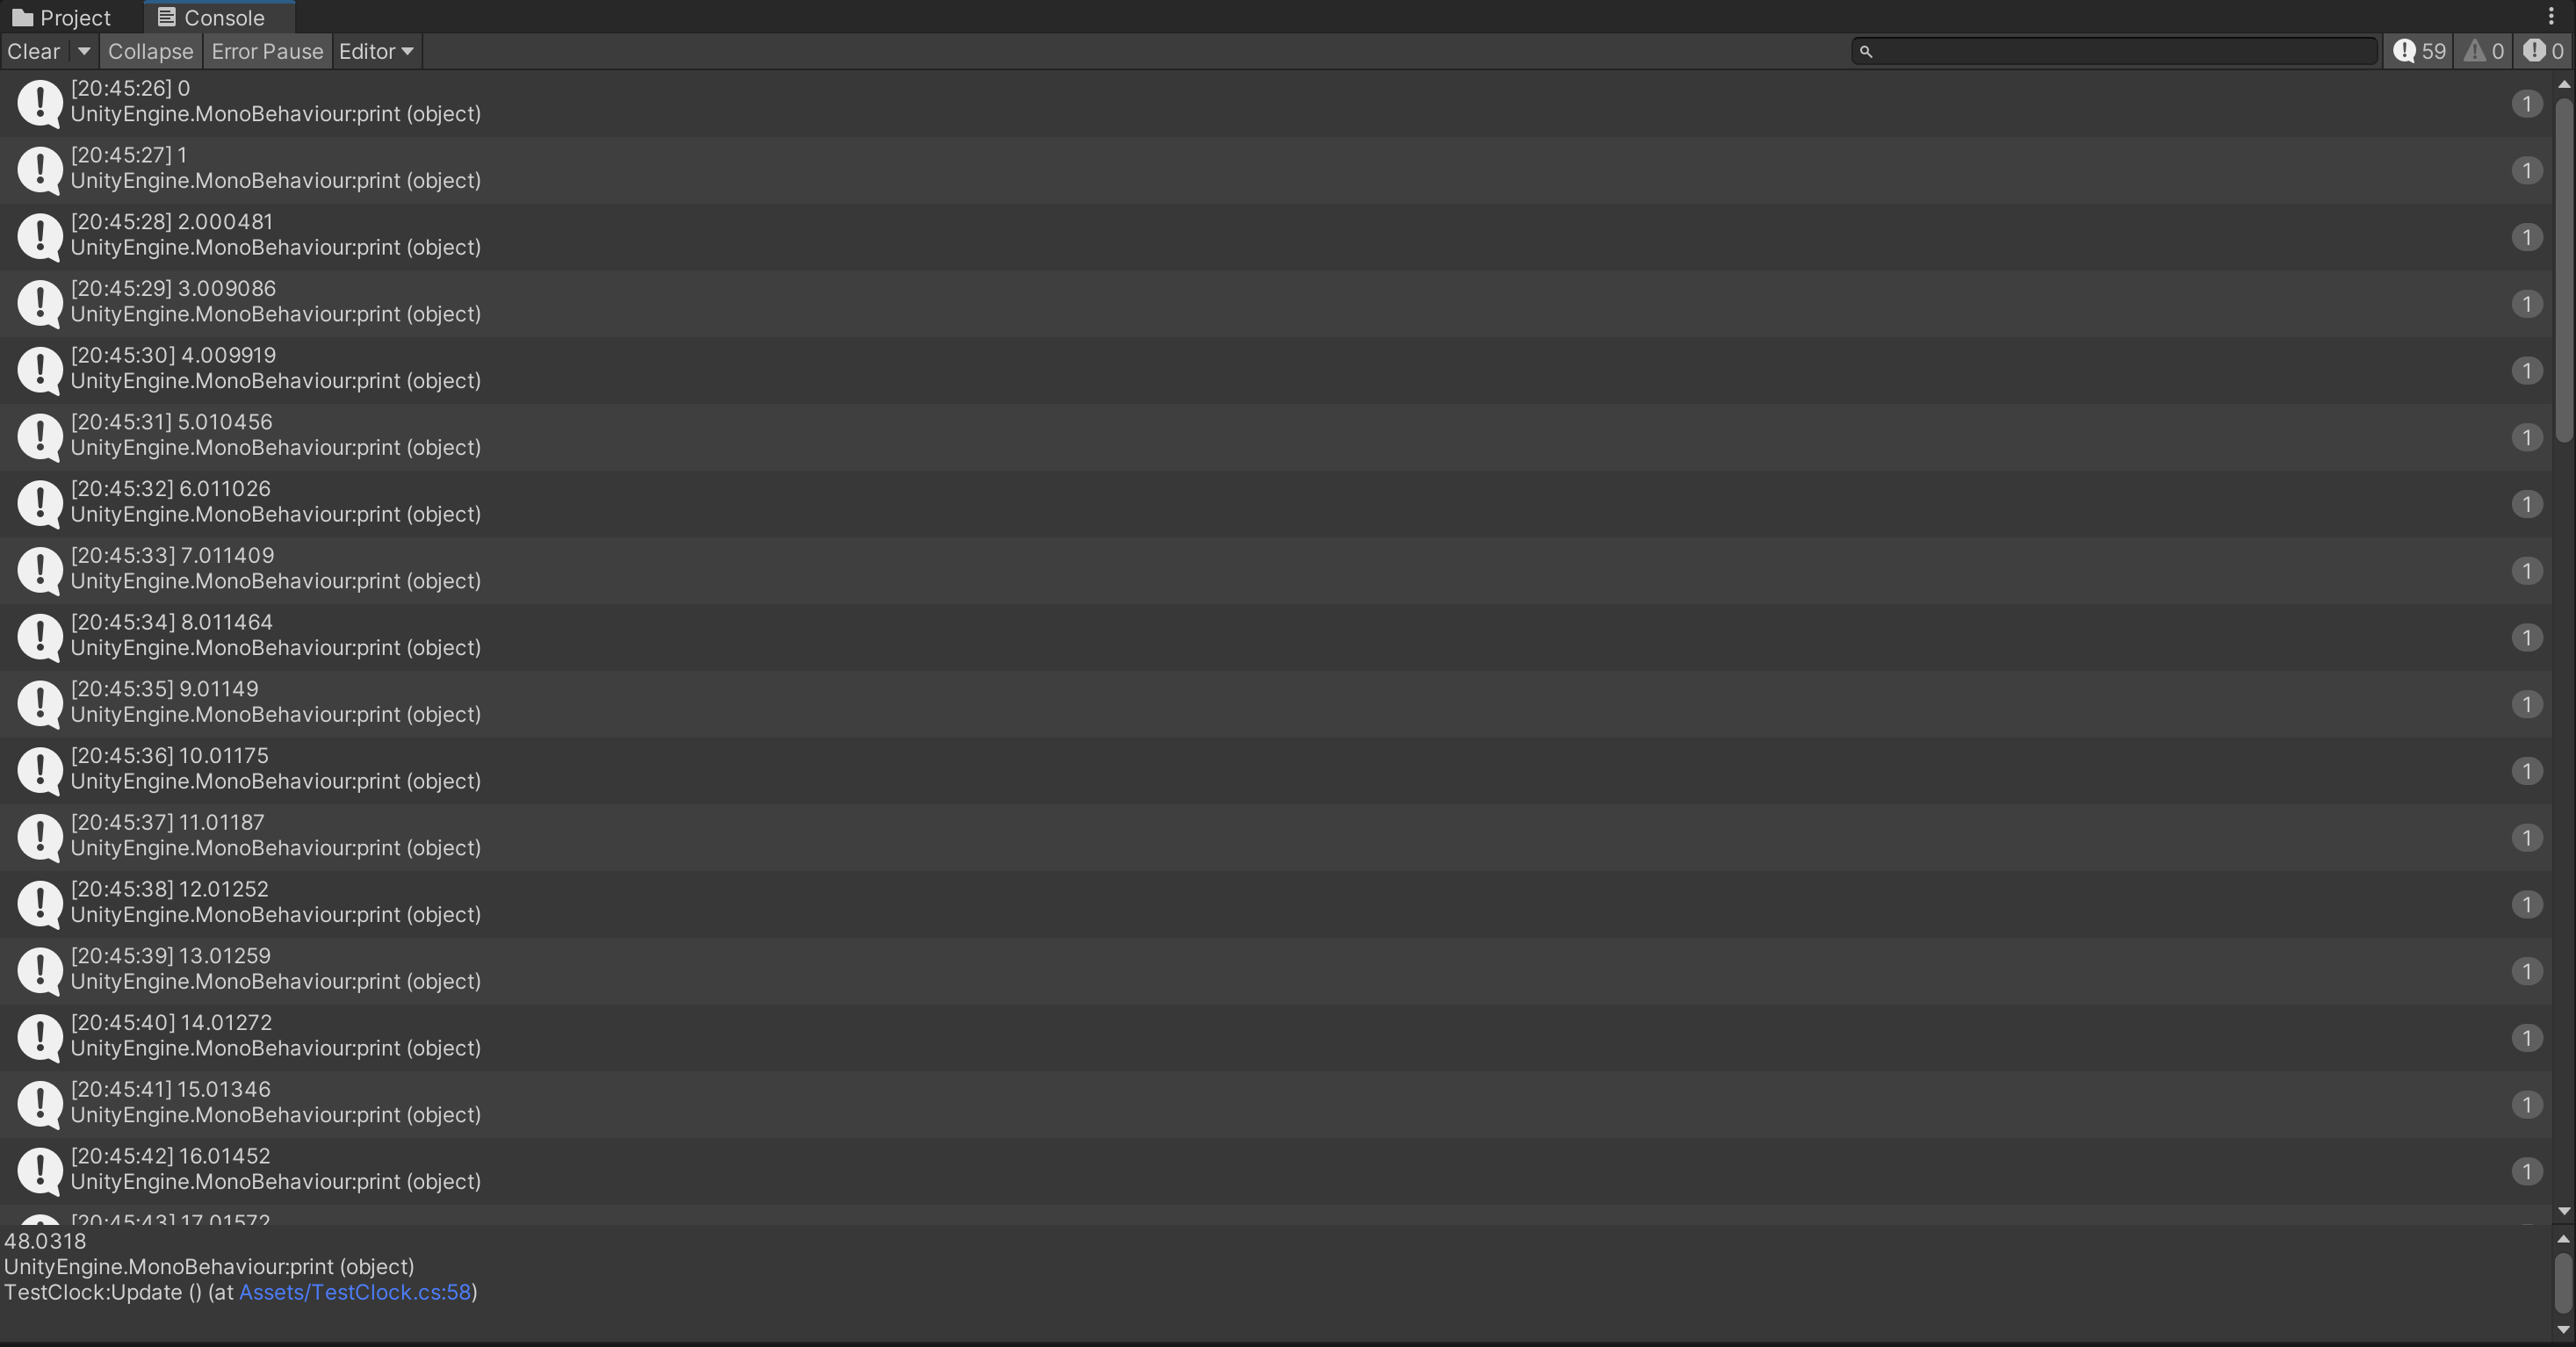 Project Console
Clear Collapse Error Pause Editor 59 0 0
[20:45:26] 0
UnityEngine.MonoBehaviour:print (object)
1
[20:45:27] 1
UnityEngine.MonoBehaviour:print (object)
1
[20:45:28] 2.000481
UnityEngine.MonoBehaviour:print (object)
1
[20:45:29] 3.009086
UnityEngine.MonoBehaviour:print (object)
1
[20:45:30] 4.009919
UnityEngine.MonoBehaviour:print (object)
1
[20:45:31] 5.010456
UnityEngine.MonoBehaviour:print (object)
1
[20:45:32] 6.011026
UnityEngine.MonoBehaviour:print (object)
1
[20:45:33] 7.011409
UnityEngine.MonoBehaviour:print (object)
1
[20:45:34] 8.011464
UnityEngine.MonoBehaviour:print (object)
1
[20:45:35] 9.01149
UnityEngine.MonoBehaviour:print (object)
1
[20:45:36] 10.01175
UnityEngine.MonoBehaviour:print (object)
1
[20:45:37] 11.01187
UnityEngine.MonoBehaviour:print (object)
1
[20:45:38] 12.01252
UnityEngine.MonoBehaviour:print (object)
1
[20:45:39] 13.01259
UnityEngine.MonoBehaviour:print (object)
1
[20:45:40] 14.01272
UnityEngine.MonoBehaviour:print (object)
1
[20:45:41] 15.01346
UnityEngine.MonoBehaviour:print (object)
1
[20:45:42] 16.01452
UnityEngine.MonoBehaviour:print (object)
1
[20:45:43] 17.01572
48.0318
UnityEngine.MonoBehaviour:print (object)
TestClock:Update () (at Assets/TestClock.cs:58)